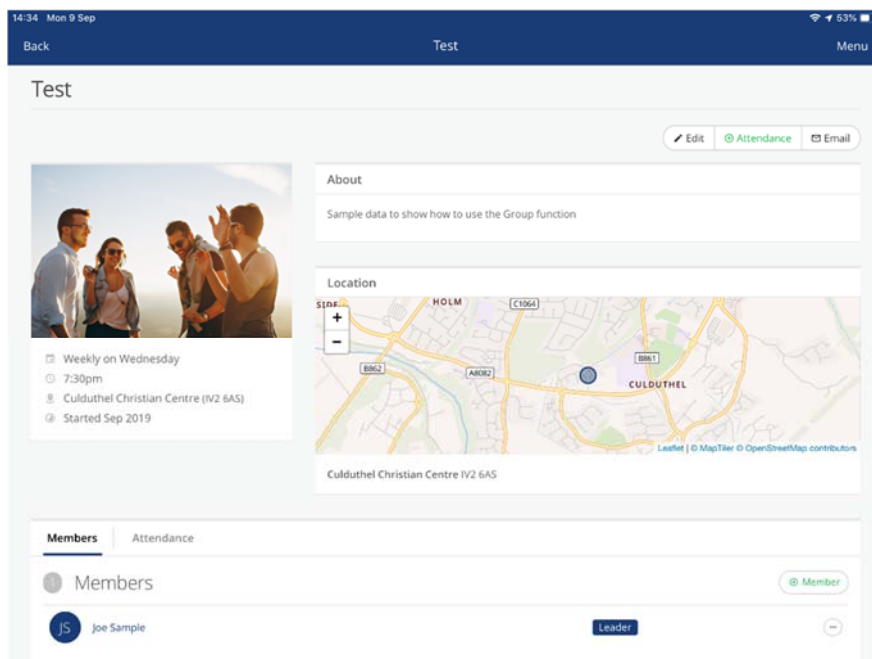 14:34 Mon 9 Sep 53%
Back Test Menu
Test
Edit Attendance Email
About
Sample data to show how to use the Group function
Location
SIDE HOLM C1064
+
−
B862 A8082 B861
CULDUTHEL
Leaflet | © MapTiler © OpenStreetMap contributors
Culduthel Christian Centre IV2 6AS
Weekly on Wednesday
7:30pm
Culduthel Christian Centre (IV2 6AS)
Started Sep 2019
Members Attendance
1 Members Member
JS Joe Sample Leader